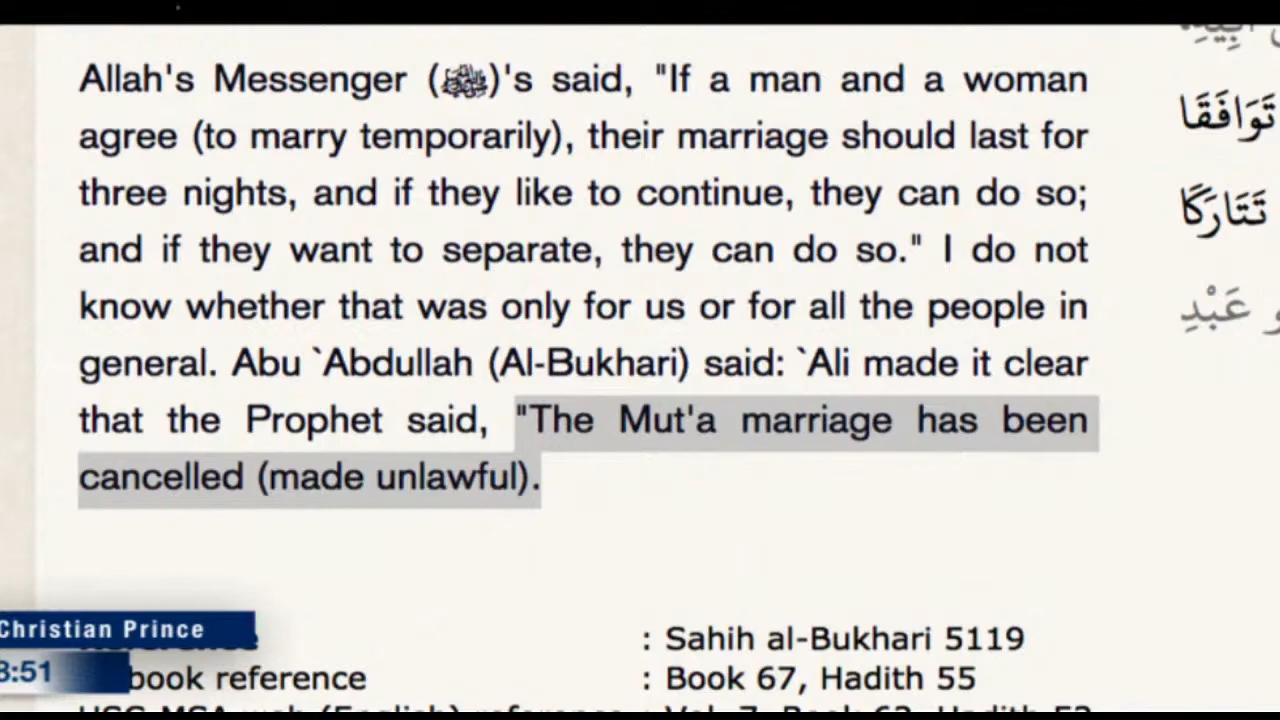 Allah's Messenger (ﷺ)'s said, "If a man and a woman
agree (to marry temporarily), their marriage should last for
three nights, and if they like to continue, they can do so;
and if they want to separate, they can do so." I do not
know whether that was only for us or for all the people in
general. Abu `Abdullah (Al-Bukhari) said: `Ali made it clear
that the Prophet said, "The Mut'a marriage has been
cancelled (made unlawful).
تَوَافَقَا
تَتَارَكَا
عَبْدِ
Christian Prince
: Sahih al-Bukhari 5119
8:51
book reference : Book 67, Hadith 55